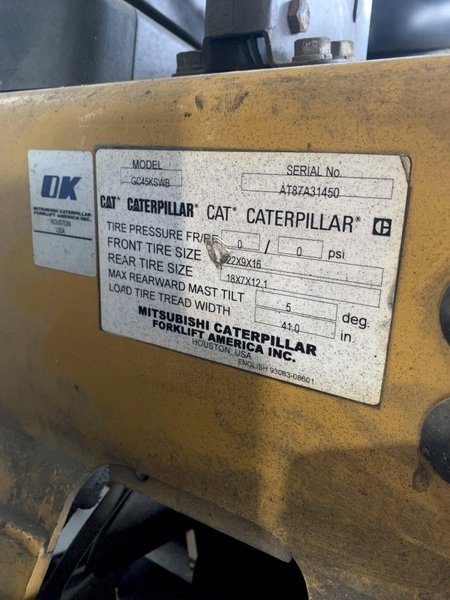 OK
MITSUBISHI CATERPILLAR
FORKLIFT AMERICA INC.
HOUSTON
USA
MODEL
GC45KSWB
SERIAL No.
AT87A31450
CAT® CATERPILLAR® CAT® CATERPILLAR® C
TIRE PRESSURE FR/RE 0 / 0 psi
FRONT TIRE SIZE 22X9X16
REAR TIRE SIZE 18X7X12.1
MAX REARWARD MAST TILT 5 deg.
LOAD TIRE TREAD WIDTH 41.0 in.
MITSUBISHI CATERPILLAR
FORKLIFT AMERICA INC.
HOUSTON, USA
ENGLISH 93083-08601